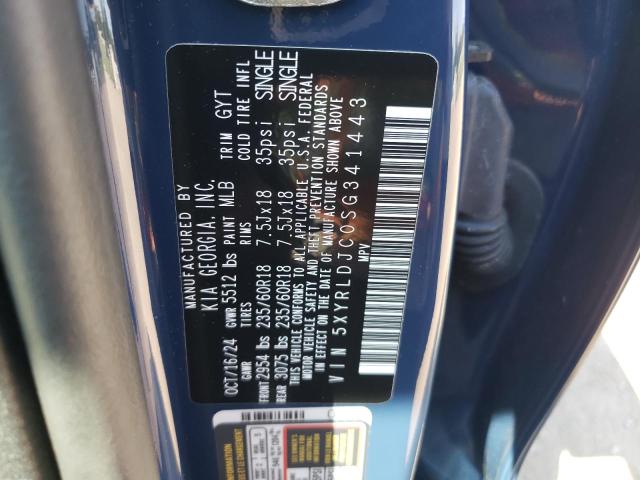 MANUFACTURED BY
KIA GEORGIA, INC.
OCT/16/24 GVWR 5512 lbs PAINT MLB TRIM GYT
GAWR TIRES RIMS COLD TIRE INFL
FRONT 2954 lbs 235/60R18 7.5Jx18 35psi SINGLE
REAR 3075 lbs 235/60R18 7.5Jx18 35psi SINGLE
THIS VEHICLE CONFORMS TO ALL APPLICABLE U.S.A. FEDERAL
MOTOR VEHICLE SAFETY AND THEFT PREVENTION STANDARDS
IN EFFECT ON THE DATE OF MANUFACTURE SHOWN ABOVE
VIN 5XYRLDJC0SG341443
MPV